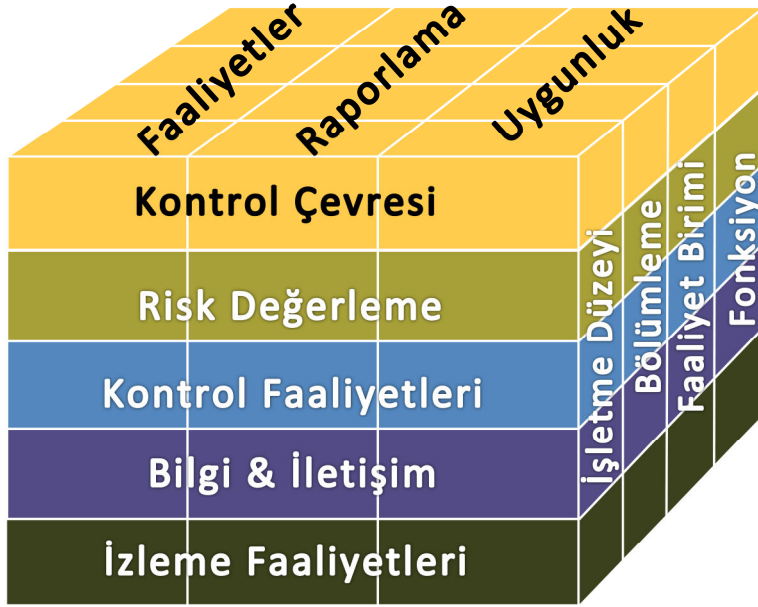 Faaliyetler
Raporlama
Uygunluk
Kontrol Çevresi
Risk Değerleme
Kontrol Faaliyetleri
Bilgi & İletişim
İzleme Faaliyetleri
İşletme Düzeyi
Bölümleme
Faaliyet Birimi
Fonksiyon